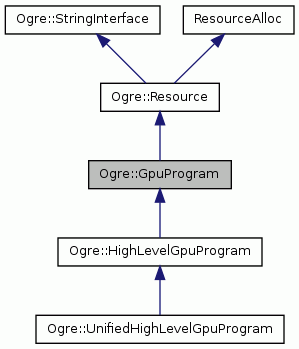 Ogre::StringInterface
ResourceAlloc
Ogre::Resource
Ogre::GpuProgram
Ogre::HighLevelGpuProgram
Ogre::UnifiedHighLevelGpuProgram